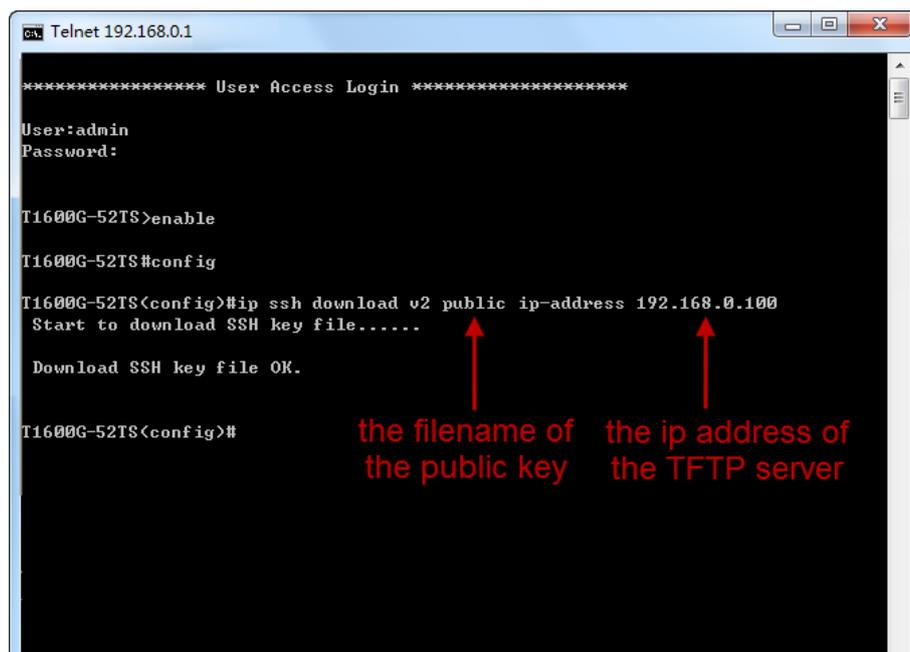 Telnet 192.168.0.1
***************** User Access Login ********************
User:admin
Password:
T1600G-52TS>enable
T1600G-52TS#config
T1600G-52TS(config)#ip ssh download v2 public ip-address 192.168.0.100
Start to download SSH key file......
Download SSH key file OK.
T1600G-52TS(config)#
the filename of
the public key
the ip address of
the TFTP server